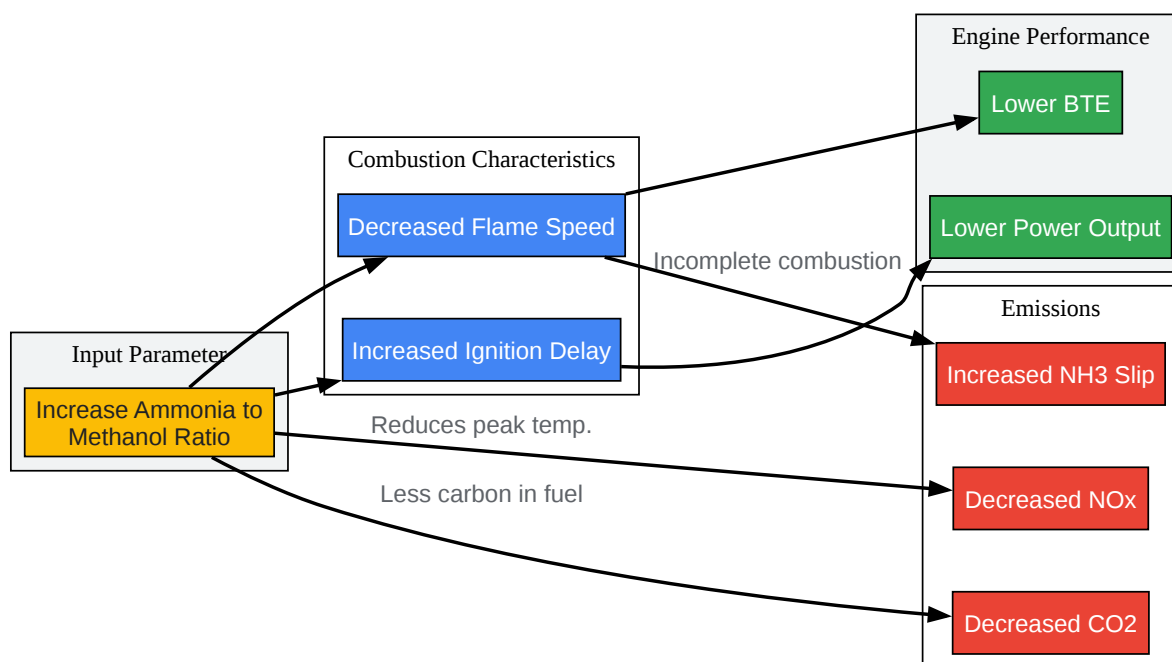 Engine Performance
Lower BTE
Lower Power Output
Combustion Characteristics
Decreased Flame Speed
Incomplete combustion
Increased Ignition Delay
Emissions
Increased NH3 Slip
Decreased NOx
Decreased CO2
Input Parameter
Increase Ammonia to
Methanol Ratio
Reduces peak temp.
Less carbon in fuel